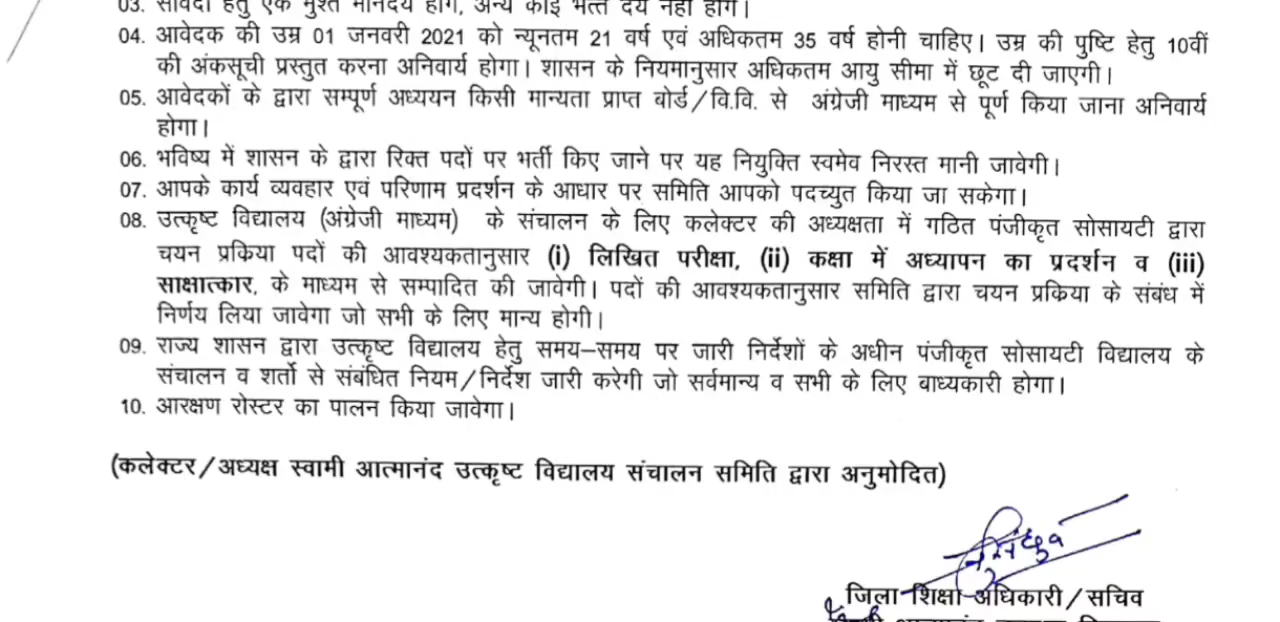 03. संविदा हेतु एक मुश्त मानदेय होगे, अन्य कोई भत्ते देय नहीं होगे।
04. आवेदक की उम्र 01 जनवरी 2021 को न्यूनतम 21 वर्ष एवं अधिकतम 35 वर्ष होनी चाहिए। उम्र की पुष्टि हेतु 10वीं
की अंकसूची प्रस्तुत करना अनिवार्य होगा। शासन के नियमानुसार अधिकतम आयु सीमा में छूट दी जाएगी।
05. आवेदकों के द्वारा सम्पूर्ण अध्ययन किसी मान्यता प्राप्त बोर्ड/वि.वि. से अंग्रेजी माध्यम से पूर्ण किया जाना अनिवार्य
होगा।
06. भविष्य में शासन के द्वारा रिक्त पदों पर भर्ती किए जाने पर यह नियुक्ति स्वमेव निरस्त मानी जावेगी।
07. आपके कार्य व्यवहार एवं परिणाम प्रदर्शन के आधार पर समिति आपको पदच्युत किया जा सकेगा।
08. उत्कृष्ट विद्यालय (अंग्रेजी माध्यम) के संचालन के लिए कलेक्टर की अध्यक्षता में गठित पंजीकृत सोसायटी द्वारा
चयन प्रकिया पदों की आवश्यकतानुसार (i) लिखित परीक्षा, (ii) कक्षा में अध्यापन का प्रदर्शन व (iii)
साक्षात्कार, के माध्यम से सम्पादित की जावेगी। पदों की आवश्यकतानुसार समिति द्वारा चयन प्रकिया के संबंध में
निर्णय लिया जावेगा जो सभी के लिए मान्य होगी।
09. राज्य शासन द्वारा उत्कृष्ट विद्यालय हेतु समय–समय पर जारी निर्देशों के अधीन पंजीकृत सोसायटी विद्यालय के
संचालन व शर्तो से संबंधित नियम/निर्देश जारी करेगी जो सर्वमान्य व सभी के लिए बाध्यकारी होगा।
10. आरक्षण रोस्टर का पालन किया जावेगा।
(कलेक्टर/अध्यक्ष स्वामी आत्मानंद उत्कृष्ट विद्यालय संचालन समिति द्वारा अनुमोदित)
जिला शिक्षा अधिकारी/सचिव